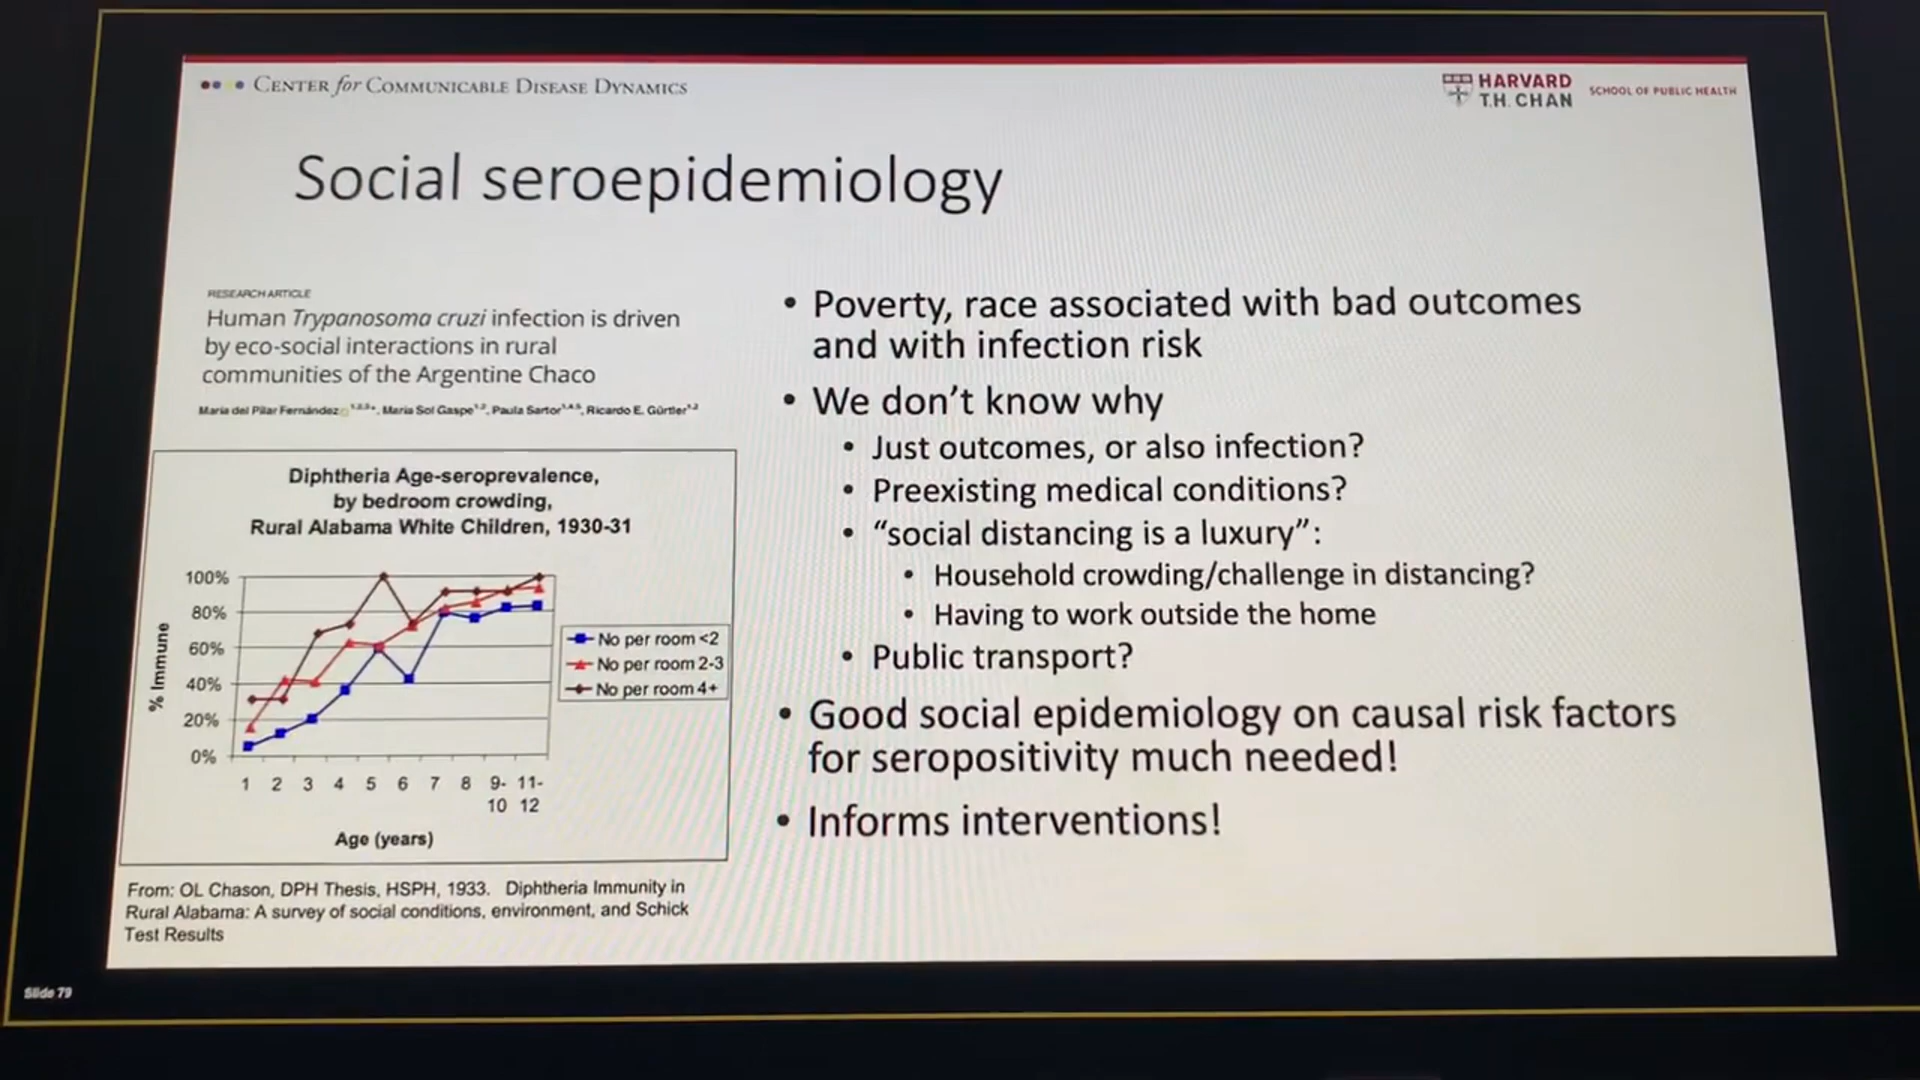 CENTER for COMMUNICABLE DISEASE DYNAMICS
HARVARD
T.H. CHAN
SCHOOL OF PUBLIC HEALTH
Social seroepidemiology
RESEARCH ARTICLE
Human Trypanosoma cruzi infection is driven
by eco-social interactions in rural
communities of the Argentine Chaco
María del Pilar Fernández, María Sol Gaspe, Paula Sartor, Ricardo E. Gürtler
Diphtheria Age-seroprevalence,
by bedroom crowding,
Rural Alabama White Children, 1930-31
100%
80%
60%
40%
20%
0%
% Immune
1 2 3 4 5 6 7 8 9- 11-
10 12
Age (years)
No per room <2
No per room 2-3
No per room 4+
From: OL Chason, DPH Thesis, HSPH, 1933. Diphtheria Immunity in
Rural Alabama: A survey of social conditions, environment, and Schick
Test Results
• Poverty, race associated with bad outcomes
and with infection risk
• We don’t know why
• Just outcomes, or also infection?
• Preexisting medical conditions?
• “social distancing is a luxury”:
• Household crowding/challenge in distancing?
• Having to work outside the home
• Public transport?
• Good social epidemiology on causal risk factors
for seropositivity much needed!
• Informs interventions!
Slide 79